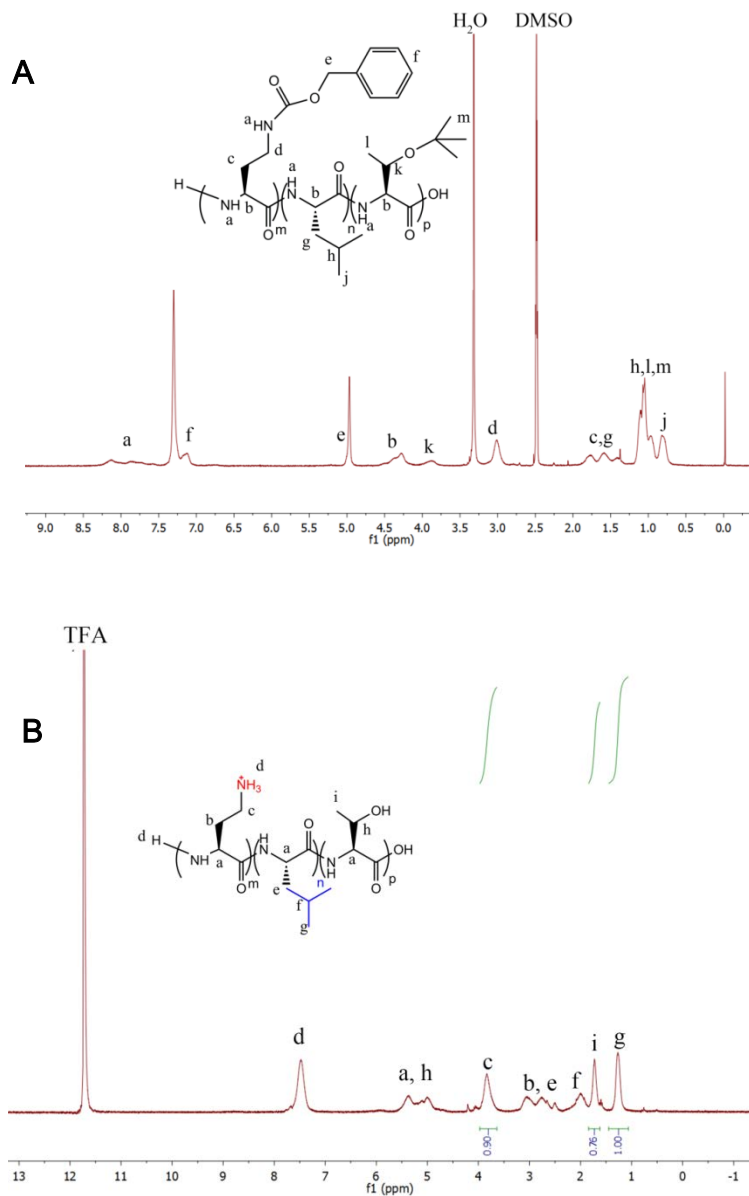 H₂O DMSO
A
e
f
O
a HN O
m
c d
l O
H a O k
H N b N b OH
N H O H O
a b m g n a p
h
j
h,l,m
a f e b k d c,g j
9.0 8.5 8.0 7.5 7.0 6.5 6.0 5.5 5.0 4.5 4.0 3.5 3.0 2.5 2.0 1.5 1.0 0.5 0.0
f1 (ppm)
TFA
B
d
NH₃⁺
b c
i OH
d O h
H N a N a OH
N H O H O
a m e n p
f
g
d a, h c b, e f i g
0.90 0.76 1.00
13 12 11 10 9 8 7 6 5 4 3 2 1 0 -1
f1 (ppm)